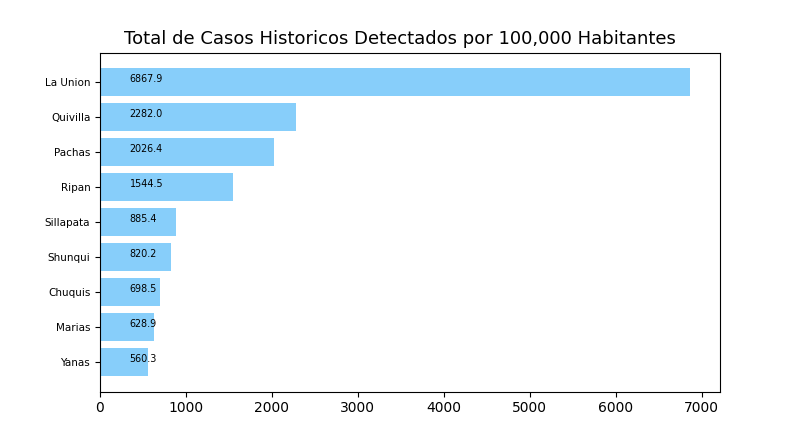 Total de Casos Historicos Detectados por 100,000 Habitantes
La Union 6867.9
Quivilla 2282.0
Pachas 2026.4
Ripan 1544.5
Sillapata 885.4
Shunqui 820.2
Chuquis 698.5
Marias 628.9
Yanas 560.3
0 1000 2000 3000 4000 5000 6000 7000